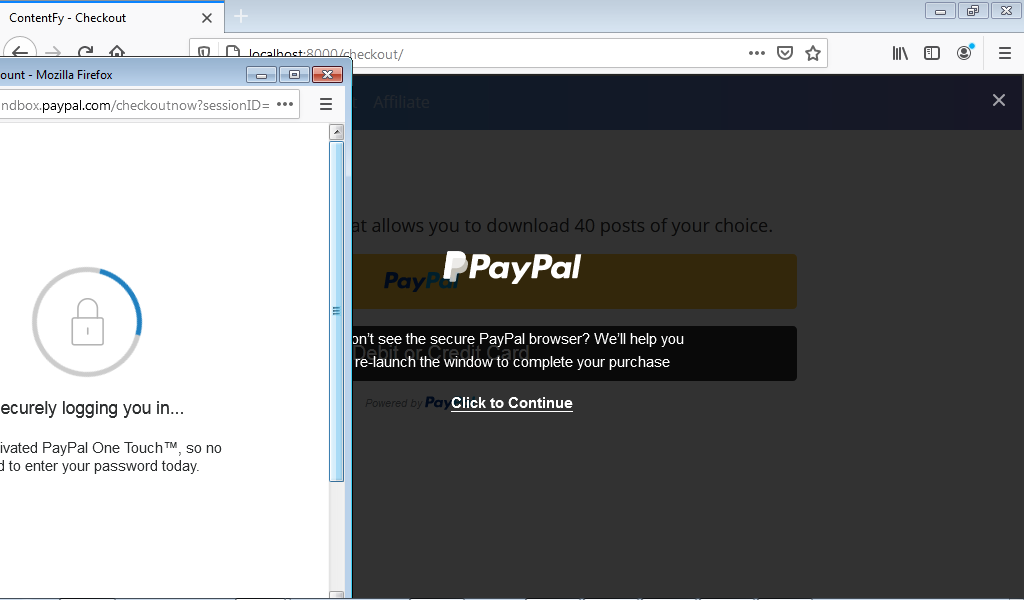 ContentFy - Checkout
localhost:8000/checkout/
ount - Mozilla Firefox
ndbox.paypal.com/checkoutnow?sessionID=
Affiliate
at allows you to download 40 posts of your choice.
PayPal
PayPal
on't see the secure PayPal browser? We'll help you
Debit or Credit Card
re-launch the window to complete your purchase
Powered by PayPal
Click to Continue
ecurely logging you in...
ivated PayPal One Touch™, so no
d to enter your password today.